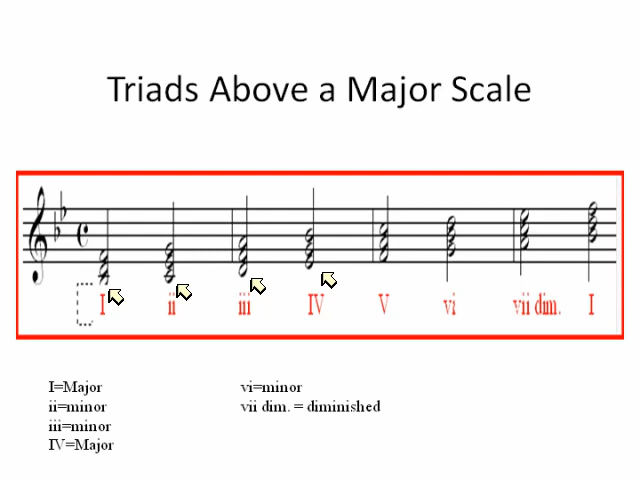 Triads Above a Major Scale
I ii iii IV V vi vii dim. I
I=Major
ii=minor
iii=minor
IV=Major
vi=minor
vii dim. = diminished